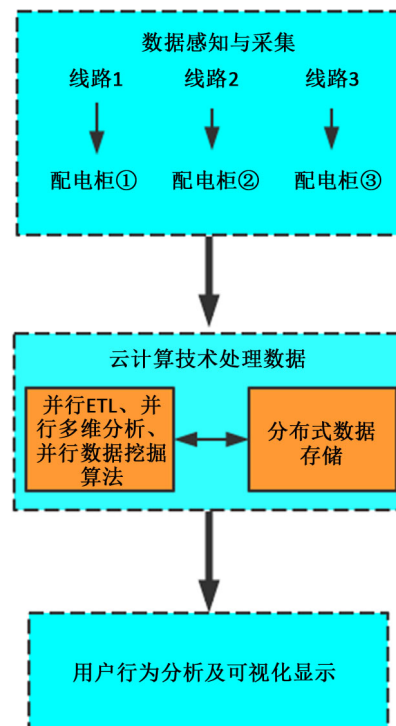 数据感知与采集
线路1 线路2 线路3
配电柜① 配电柜② 配电柜③
云计算技术处理数据
并行ETL、并
行多维分析、
并行数据挖掘
算法
分布式数据
存储
用户行为分析及可视化显示